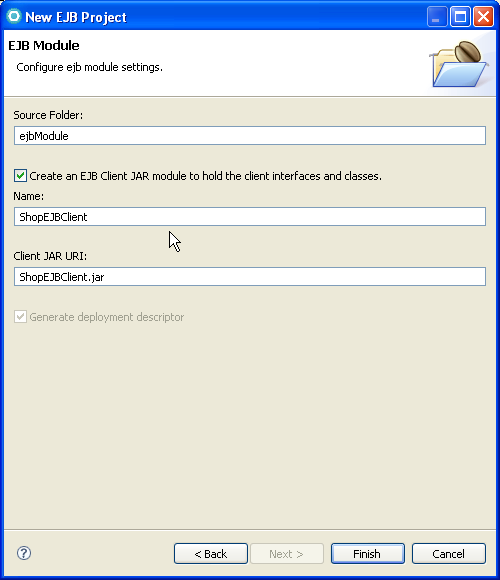 New EJB Project
EJB Module
Configure ejb module settings.
Source Folder:
ejbModule
Create an EJB Client JAR module to hold the client interfaces and classes.
Name:
ShopEJBClient
Client JAR URI:
ShopEJBClient.jar
Generate deployment descriptor
?
< Back
Next >
Finish
Cancel